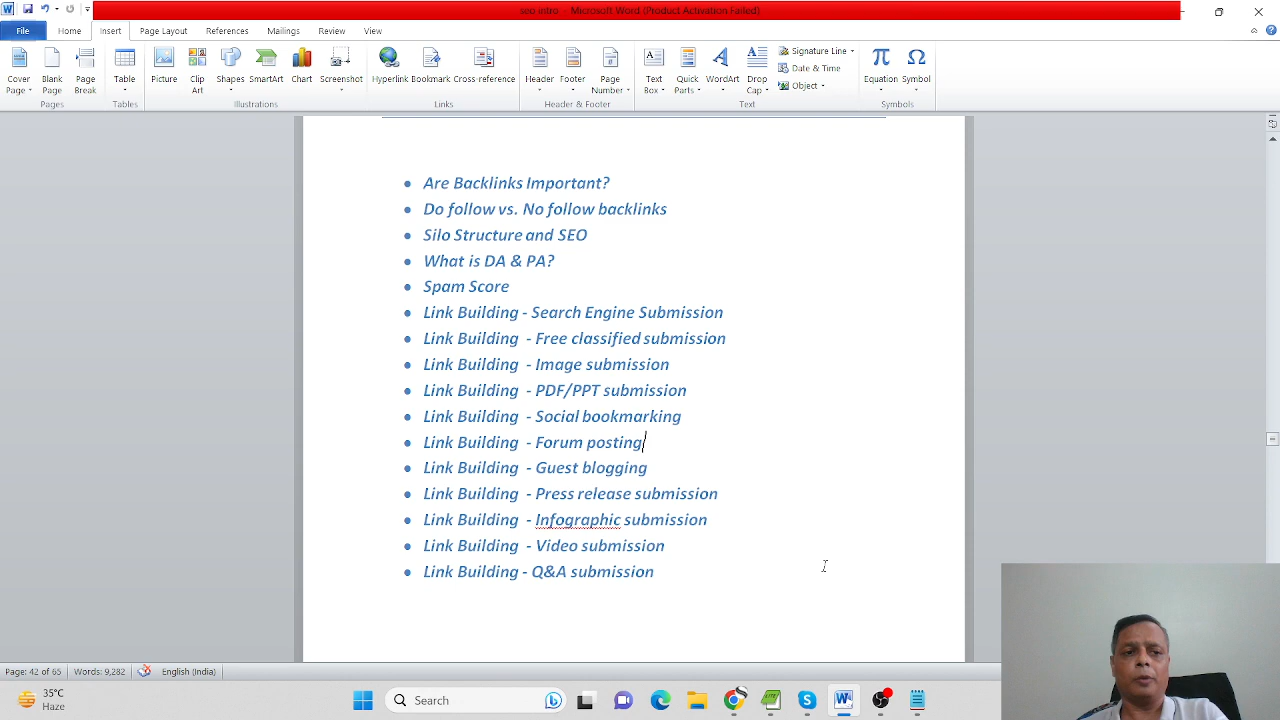 seo intro - Microsoft Word (Product Activation Failed)
File Home Insert Page Layout References Mailings Review View
Cover Page Blank Page Page Break Table Picture Clip Art Shapes SmartArt Chart Screenshot Hyperlink Bookmark Cross-reference Header Footer Page Number Text Box Quick Parts WordArt Drop Cap Signature Line Date & Time Object Equation Symbol
Pages Tables Illustrations Links Header & Footer Text Symbols
• Are Backlinks Important?
• Do follow vs. No follow backlinks
• Silo Structure and SEO
• What is DA & PA?
• Spam Score
• Link Building - Search Engine Submission
• Link Building - Free classified submission
• Link Building - Image submission
• Link Building - PDF/PPT submission
• Link Building - Social bookmarking
• Link Building - Forum posting
• Link Building - Guest blogging
• Link Building - Press release submission
• Link Building - Infographic submission
• Link Building - Video submission
• Link Building - Q&A submission
Page: 42 of 65 Words: 9,282 English (India)
35°C
Haze
Search